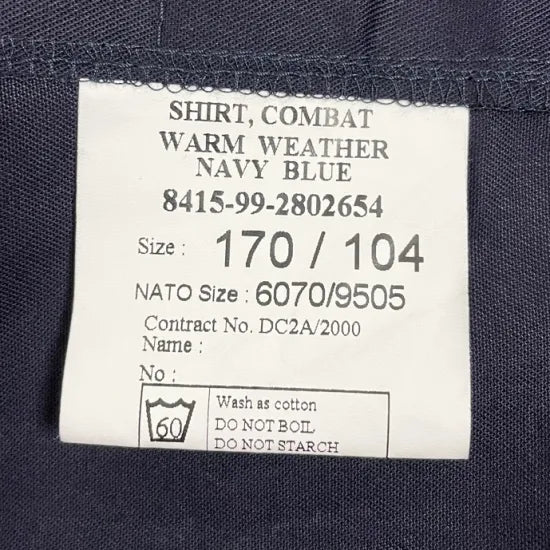 SHIRT, COMBAT
WARM WEATHER
NAVY BLUE
8415-99-2802654
Size : 170 / 104
NATO Size : 6070/9505
Contract No. DC2A/2000
Name :
No :
60
Wash as cotton
DO NOT BOIL
DO NOT STARCH